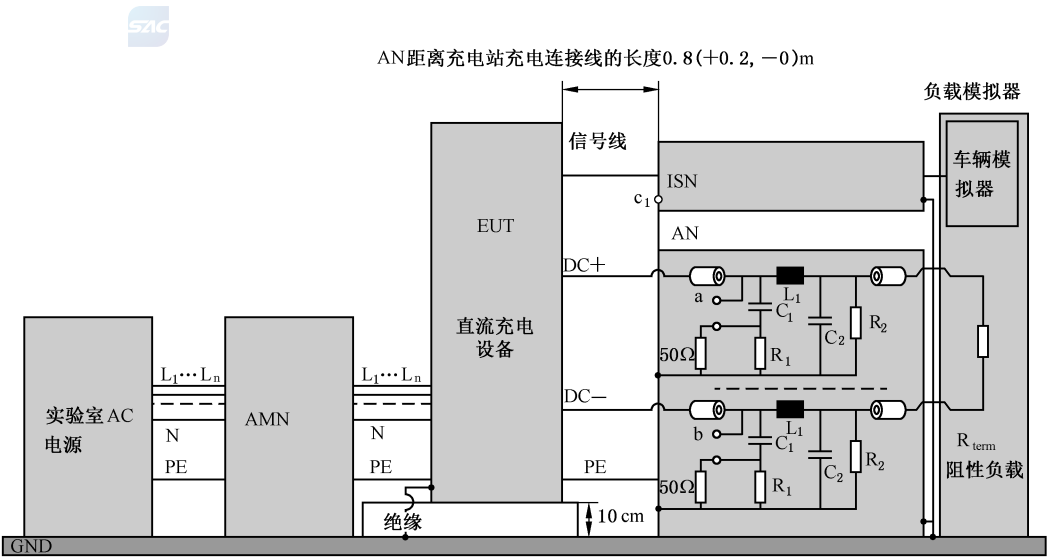 SAC
AN距离充电站充电连接线的长度0.8(+0.2,-0)m
负载模拟器
信号线
车辆模
拟器
ISN
c1
AN
EUT
DC+
a
L1
C1
C2
R2
50Ω
R1
直流充电
设备
L1…Ln
L1…Ln
DC-
b
L1
C1
C2
R2
50Ω
R1
实验室AC
电源
AMN
N
N
PE
PE
PE
Rterm
阻性负载
绝缘
10 cm
GND